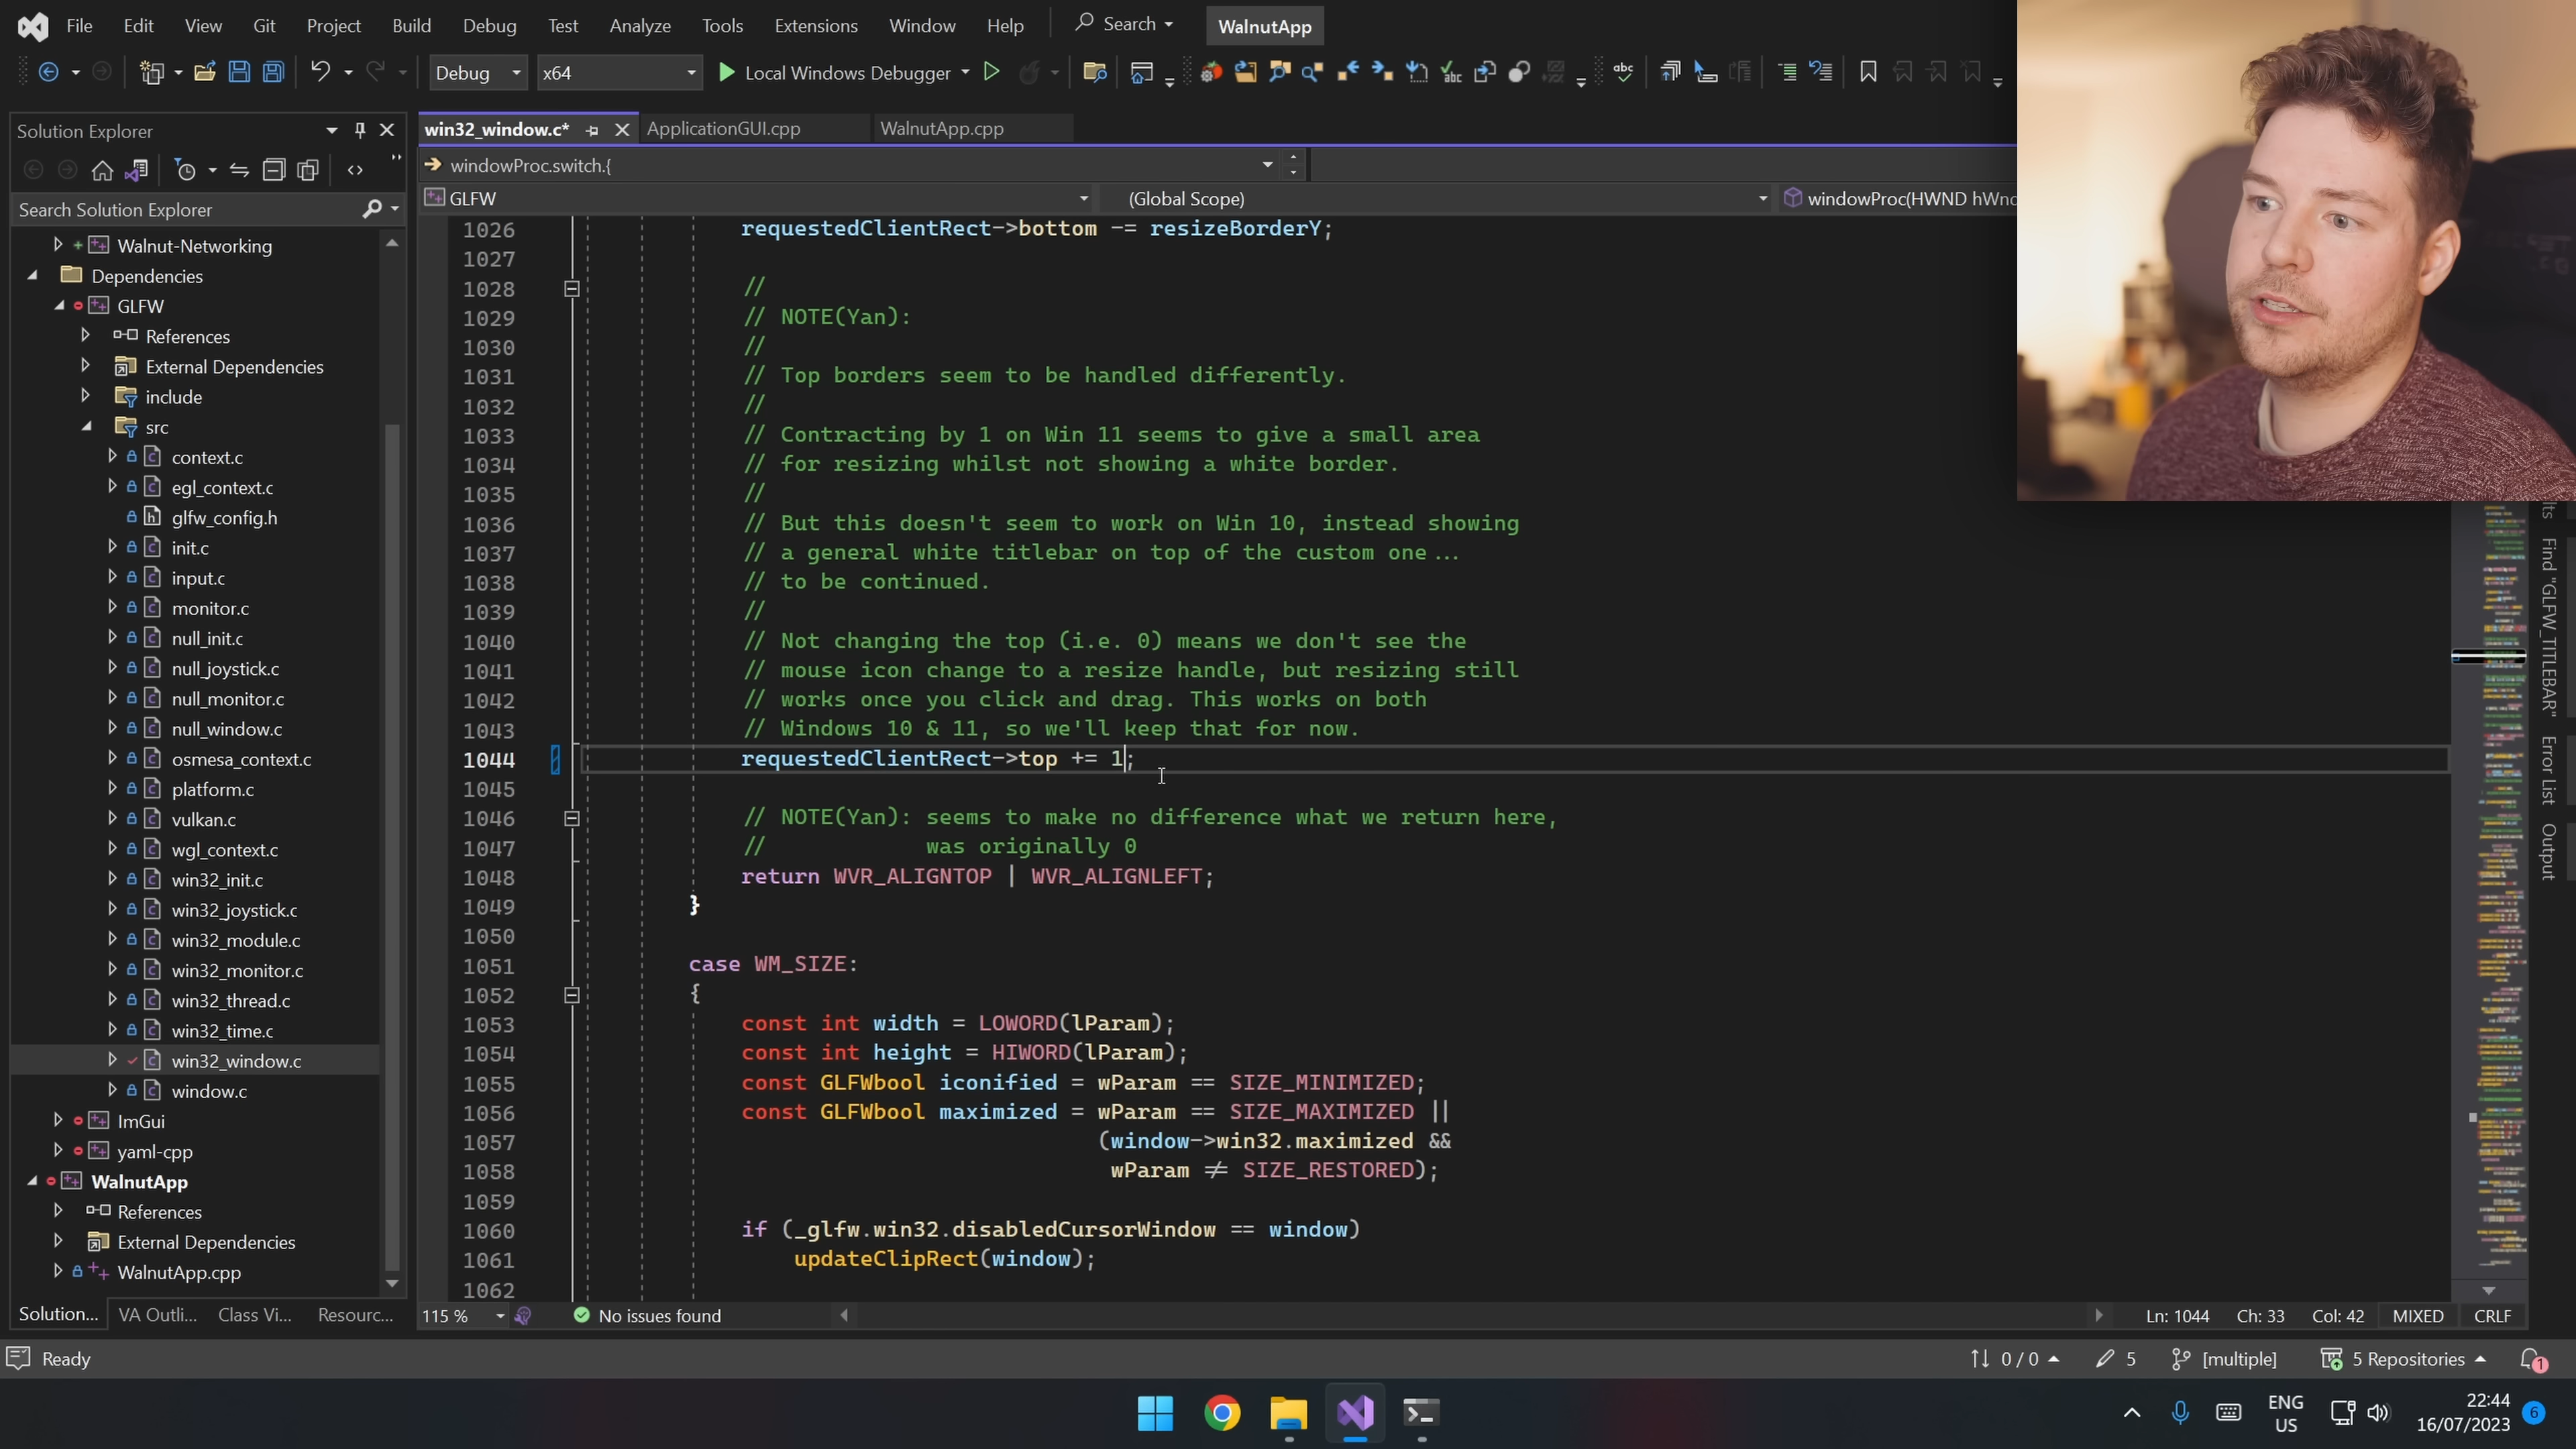 File Edit View Git Project Build Debug Test Analyze Tools Extensions Window Help Search WalnutApp
Debug x64 Local Windows Debugger
Solution Explorer
Search Solution Explorer
Walnut-Networking
Dependencies
GLFW
References
External Dependencies
include
src
context.c
egl_context.c
glfw_config.h
init.c
input.c
monitor.c
null_init.c
null_joystick.c
null_monitor.c
null_window.c
osmesa_context.c
platform.c
vulkan.c
wgl_context.c
win32_init.c
win32_joystick.c
win32_module.c
win32_monitor.c
win32_thread.c
win32_time.c
win32_window.c
window.c
ImGui
yaml-cpp
WalnutApp
References
External Dependencies
WalnutApp.cpp
Solution... VA Outli... Class Vi... Resourc...
win32_window.c* ApplicationGUI.cpp WalnutApp.cpp
windowProc.switch.{
GLFW (Global Scope) windowProc(HWND hWnd
1026 requestedClientRect->bottom -= resizeBorderY;
1027
1028 //
1029 // NOTE(Yan):
1030 //
1031 // Top borders seem to be handled differently.
1032 //
1033 // Contracting by 1 on Win 11 seems to give a small area
1034 // for resizing whilst not showing a white border.
1035 //
1036 // But this doesn't seem to work on Win 10, instead showing
1037 // a general white titlebar on top of the custom one...
1038 // to be continued.
1039 //
1040 // Not changing the top (i.e. 0) means we don't see the
1041 // mouse icon change to a resize handle, but resizing still
1042 // works once you click and drag. This works on both
1043 // Windows 10 & 11, so we'll keep that for now.
1044 requestedClientRect->top += 1;
1045
1046 // NOTE(Yan): seems to make no difference what we return here,
1047 // was originally 0
1048 return WVR_ALIGNTOP | WVR_ALIGNLEFT;
1049 }
1050
1051 case WM_SIZE:
1052 {
1053 const int width = LOWORD(lParam);
1054 const int height = HIWORD(lParam);
1055 const GLFWbool iconified = wParam == SIZE_MINIMIZED;
1056 const GLFWbool maximized = wParam == SIZE_MAXIMIZED ||
1057 (window->win32.maximized &&
1058 wParam ≠ SIZE_RESTORED);
1059
1060 if (_glfw.win32.disabledCursorWindow == window)
1061 updateClipRect(window);
1062
Find "GLFW_TITLEBAR"
Error List
Output
115 % No issues found Ln: 1044 Ch: 33 Col: 42 MIXED CRLF
Ready 0 / 0 5 [multiple] 5 Repositories 1
ENG
US
22:44
16/07/2023
6